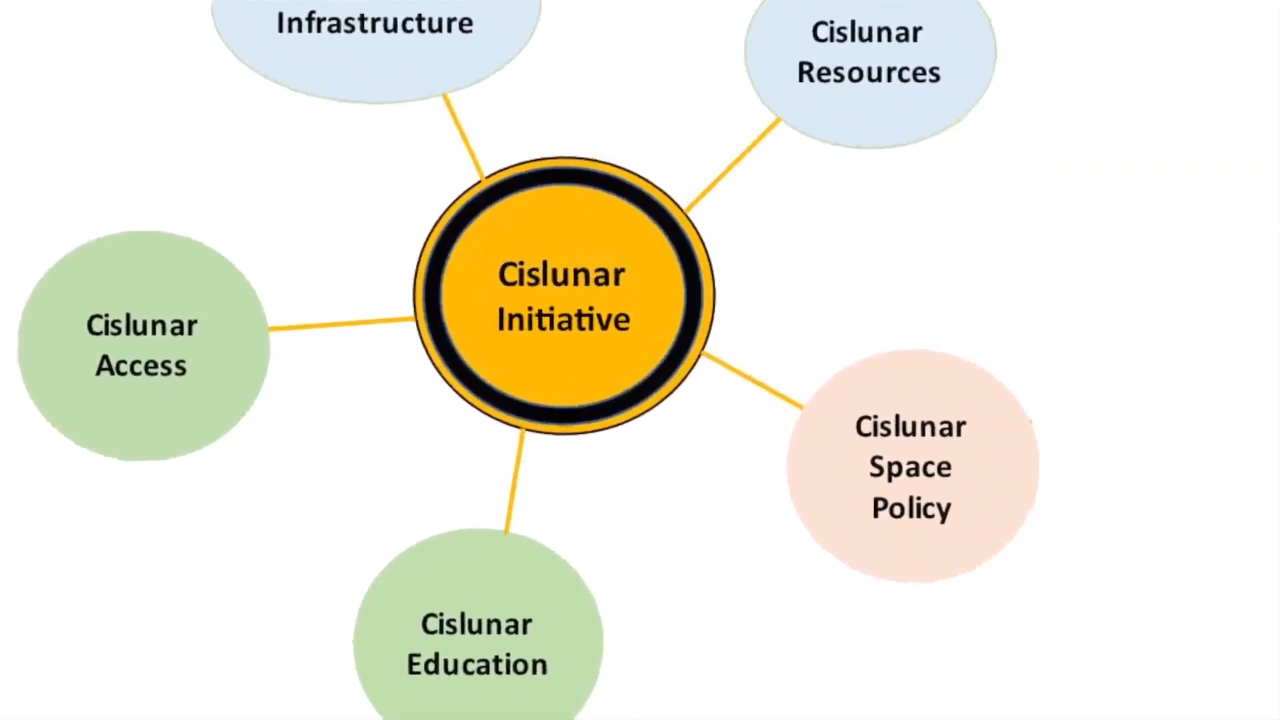 Infrastructure
Cislunar
Resources
Cislunar
Initiative
Cislunar
Access
Cislunar
Space
Policy
Cislunar
Education